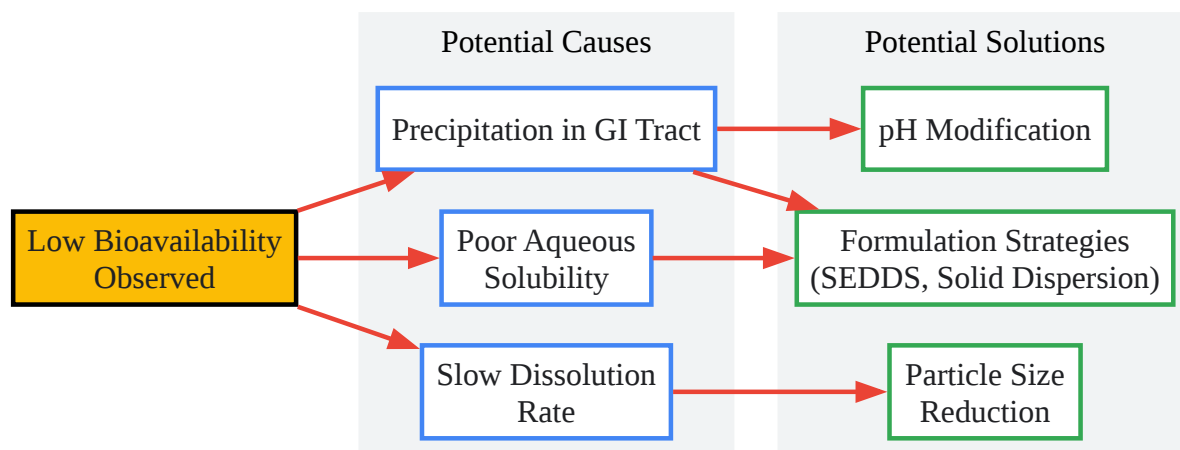 Potential Causes
Potential Solutions
Precipitation in GI Tract
pH Modification
Low Bioavailability
Observed
Poor Aqueous
Solubility
Formulation Strategies
(SEDDS, Solid Dispersion)
Slow Dissolution
Rate
Particle Size
Reduction